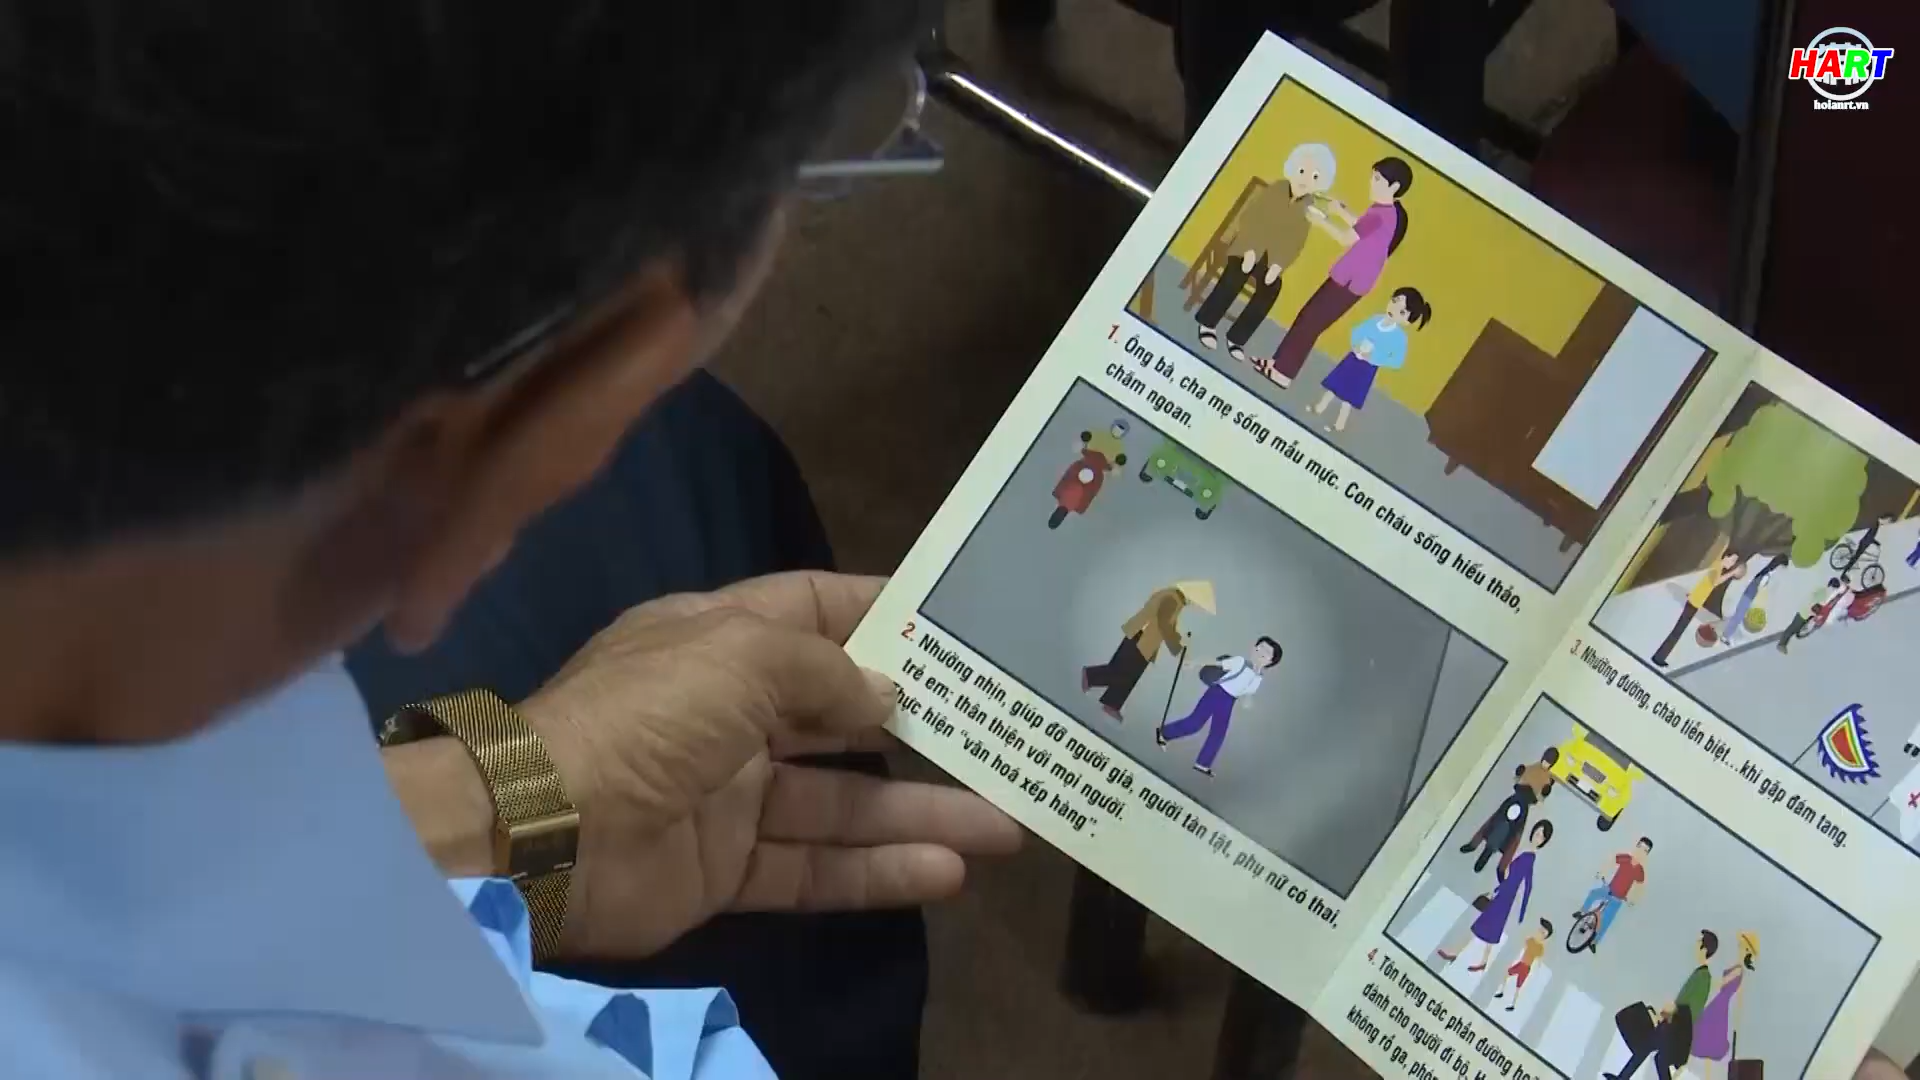 HART
hoianrt.vn
1. Ông bà, cha mẹ sống mẫu mực. Con cháu sống hiếu thảo,
chăm ngoan.
2. Nhường nhịn, giúp đỡ người già, người tàn tật, phụ nữ có thai,
trẻ em; thân thiện với mọi người.
Thực hiện "văn hoá xếp hàng".
3. Nhường đường, chào tiễn biệt...khi gặp đám tang.
4. Tôn trọng các phần đường
dành cho người đi bộ.
không rồ ga,